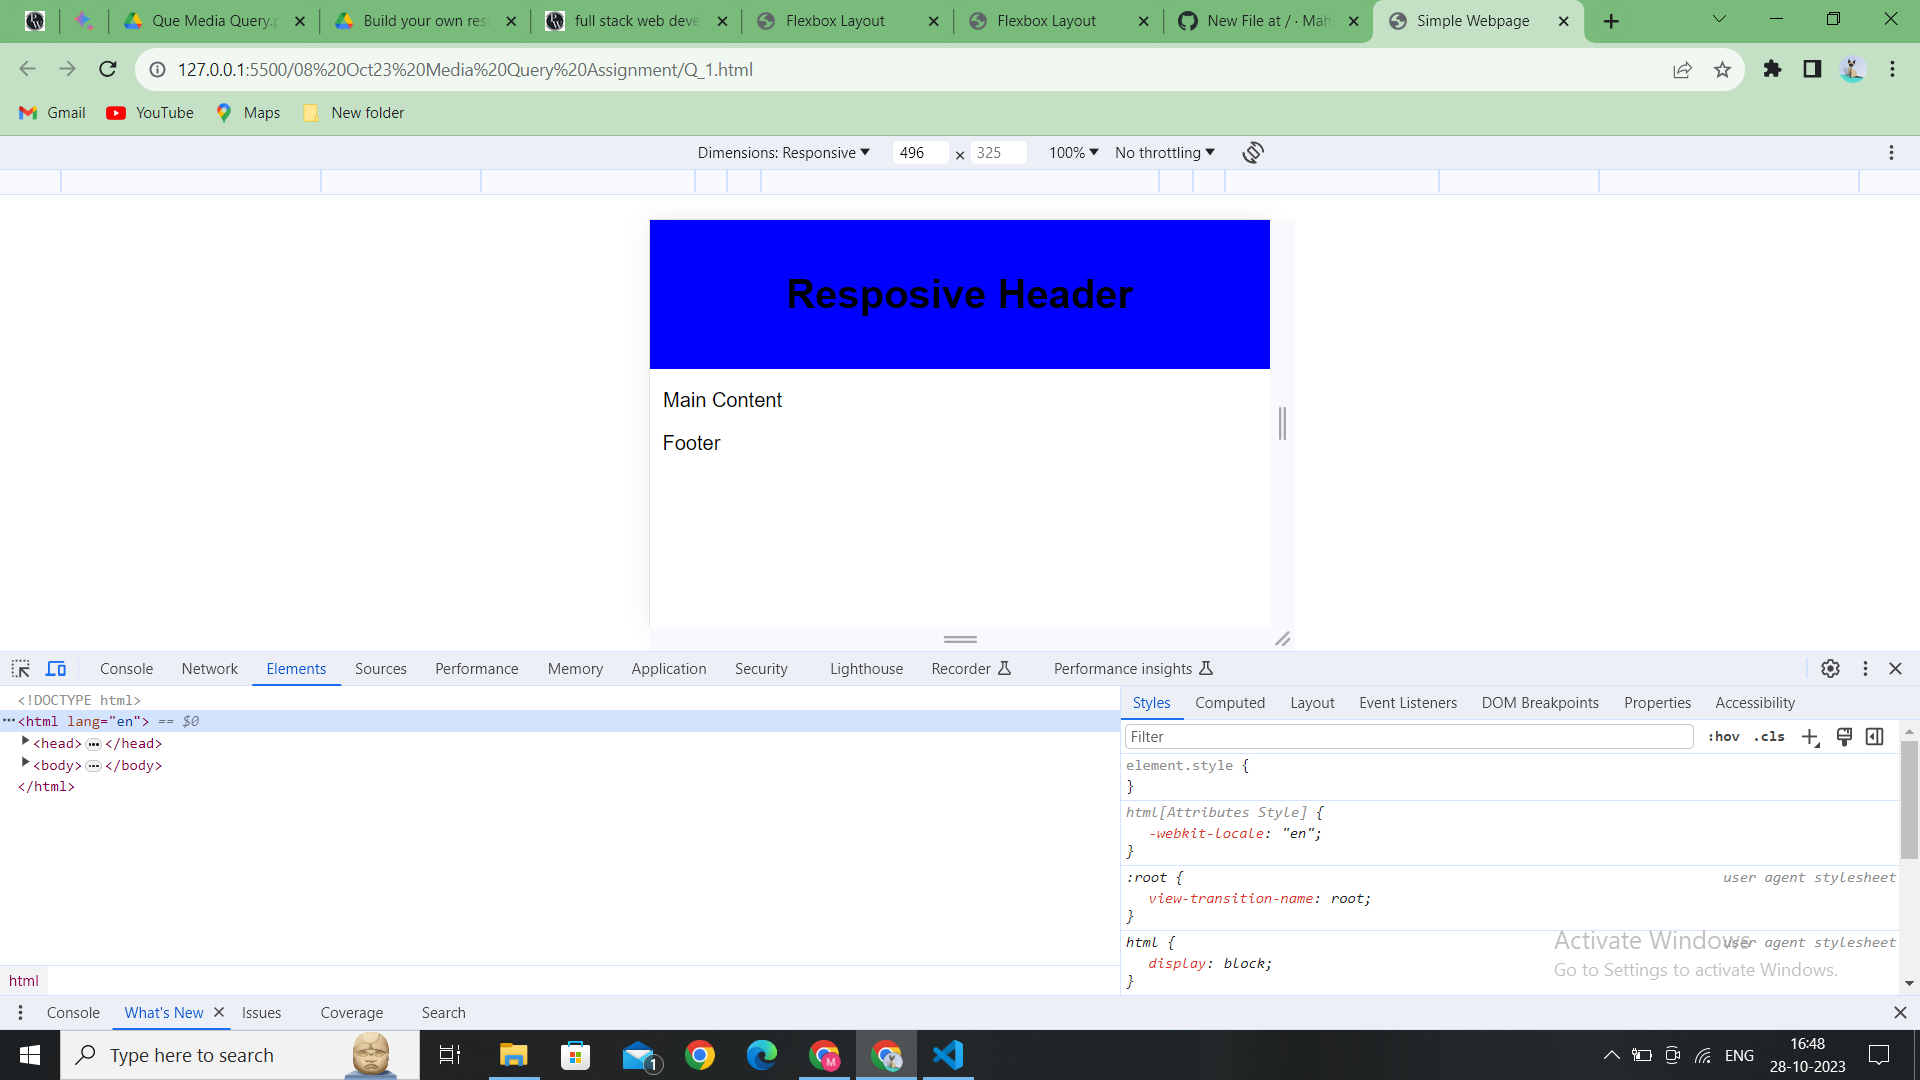 Que Media Query.p
Build your own resu
full stack web deve
Flexbox Layout
Flexbox Layout
New File at / · Mah
Simple Webpage
127.0.0.1:5500/08%20Oct23%20Media%20Query%20Assignment/Q_1.html
Gmail
YouTube
Maps
New folder
Dimensions: Responsive
496 × 325
100%
No throttling
Resposive Header
Main Content
Footer
Console
Network
Elements
Sources
Performance
Memory
Application
Security
Lighthouse
Recorder
Performance insights
<!DOCTYPE html>
<html lang="en"> == $0
<head> ... </head>
<body> ... </body>
</html>
html
Styles
Computed
Layout
Event Listeners
DOM Breakpoints
Properties
Accessibility
Filter
:hov
.cls
element.style {
}
html[Attributes Style] {
-webkit-locale: "en";
}
:root {
user agent stylesheet
view-transition-name: root;
}
html {
user agent stylesheet
display: block;
}
Activate Windows
Go to Settings to activate Windows.
Console
What's New
Issues
Coverage
Search
Type here to search
1
M
ENG
16:48
28-10-2023